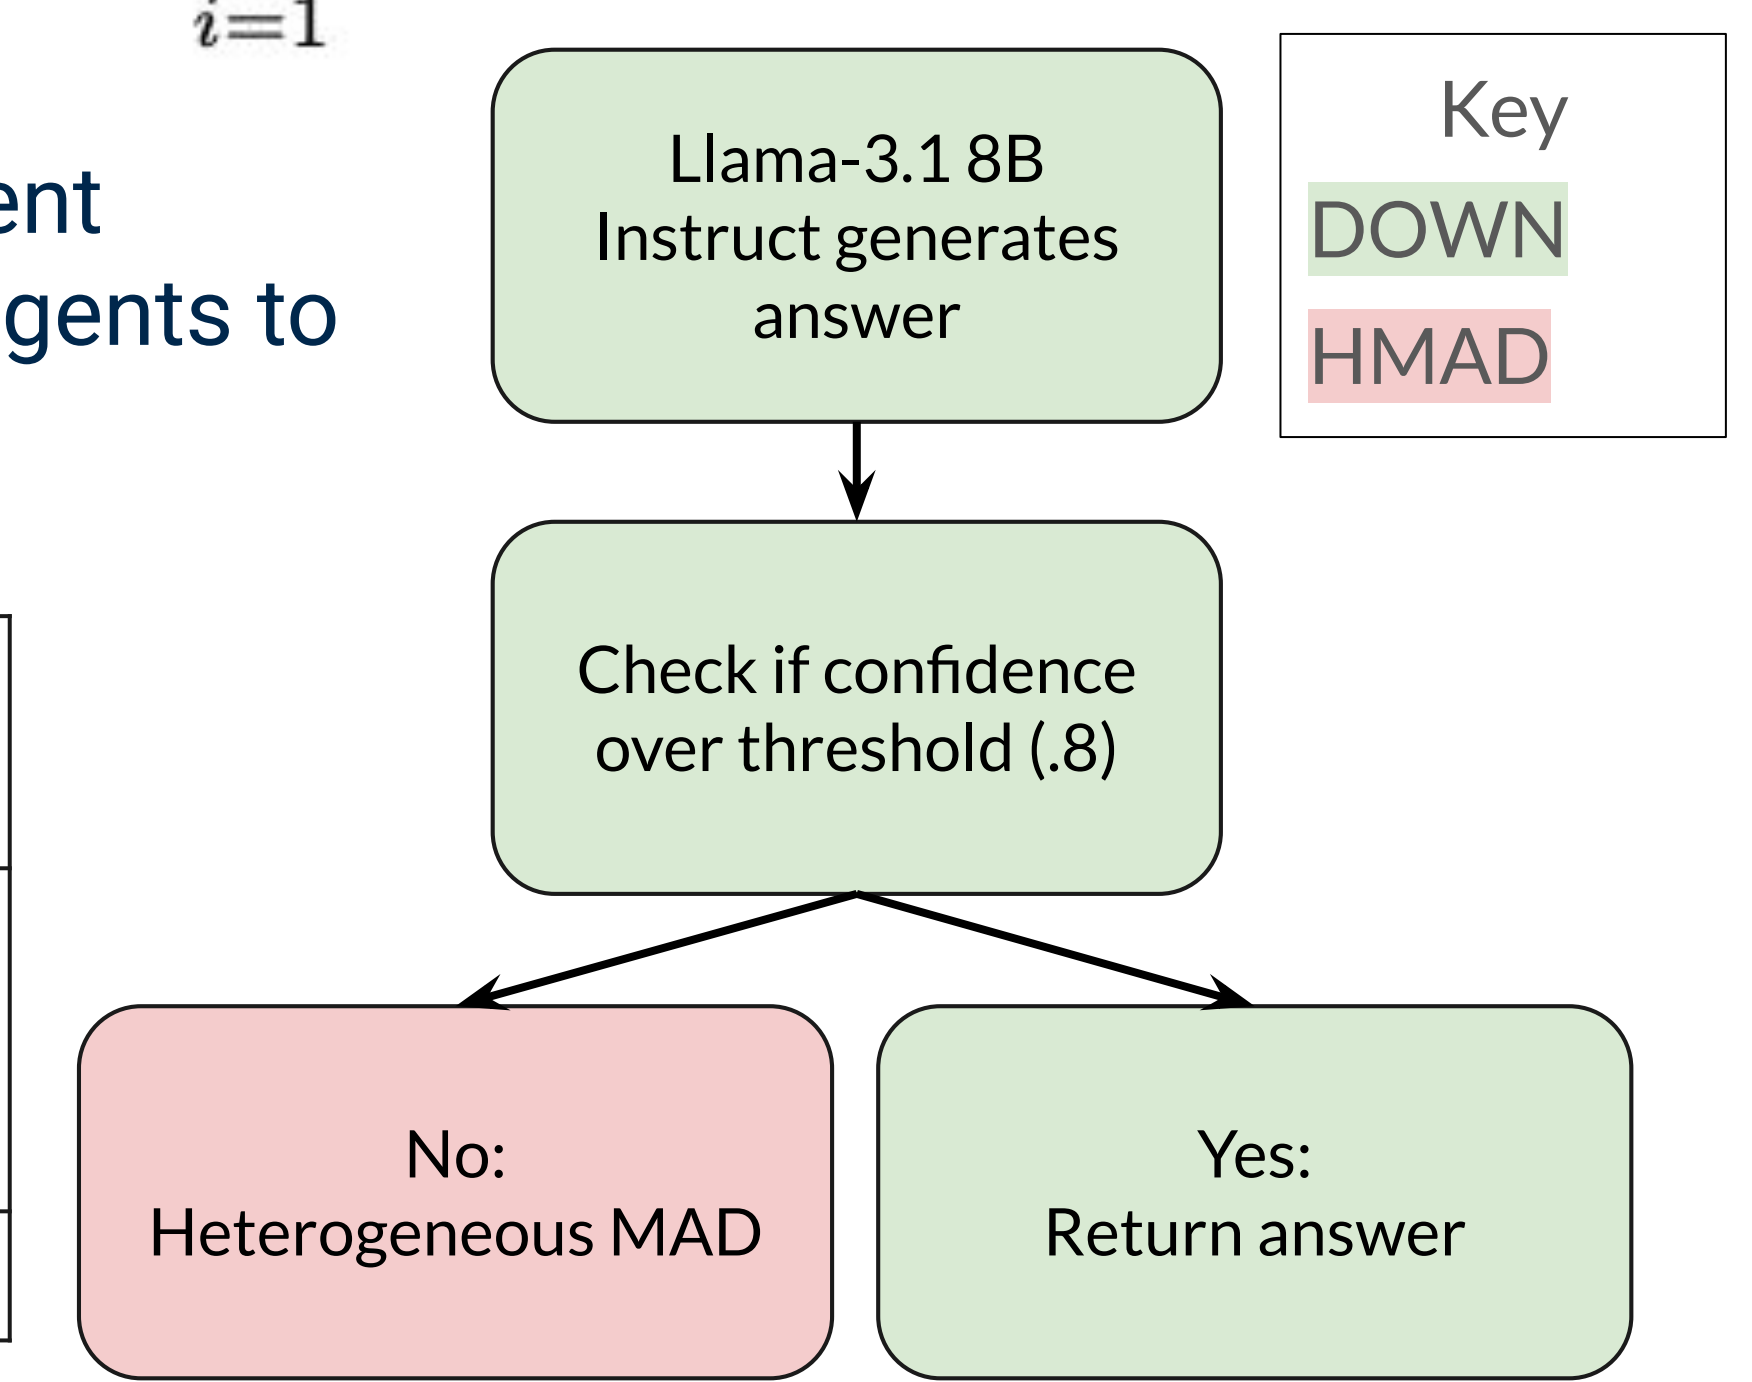 i=1
ent
gents to
Llama-3.1 8B
Instruct generates
answer
Key
DOWN
HMAD
Check if confidence
over threshold (.8)
No:
Heterogeneous MAD
Yes:
Return answer